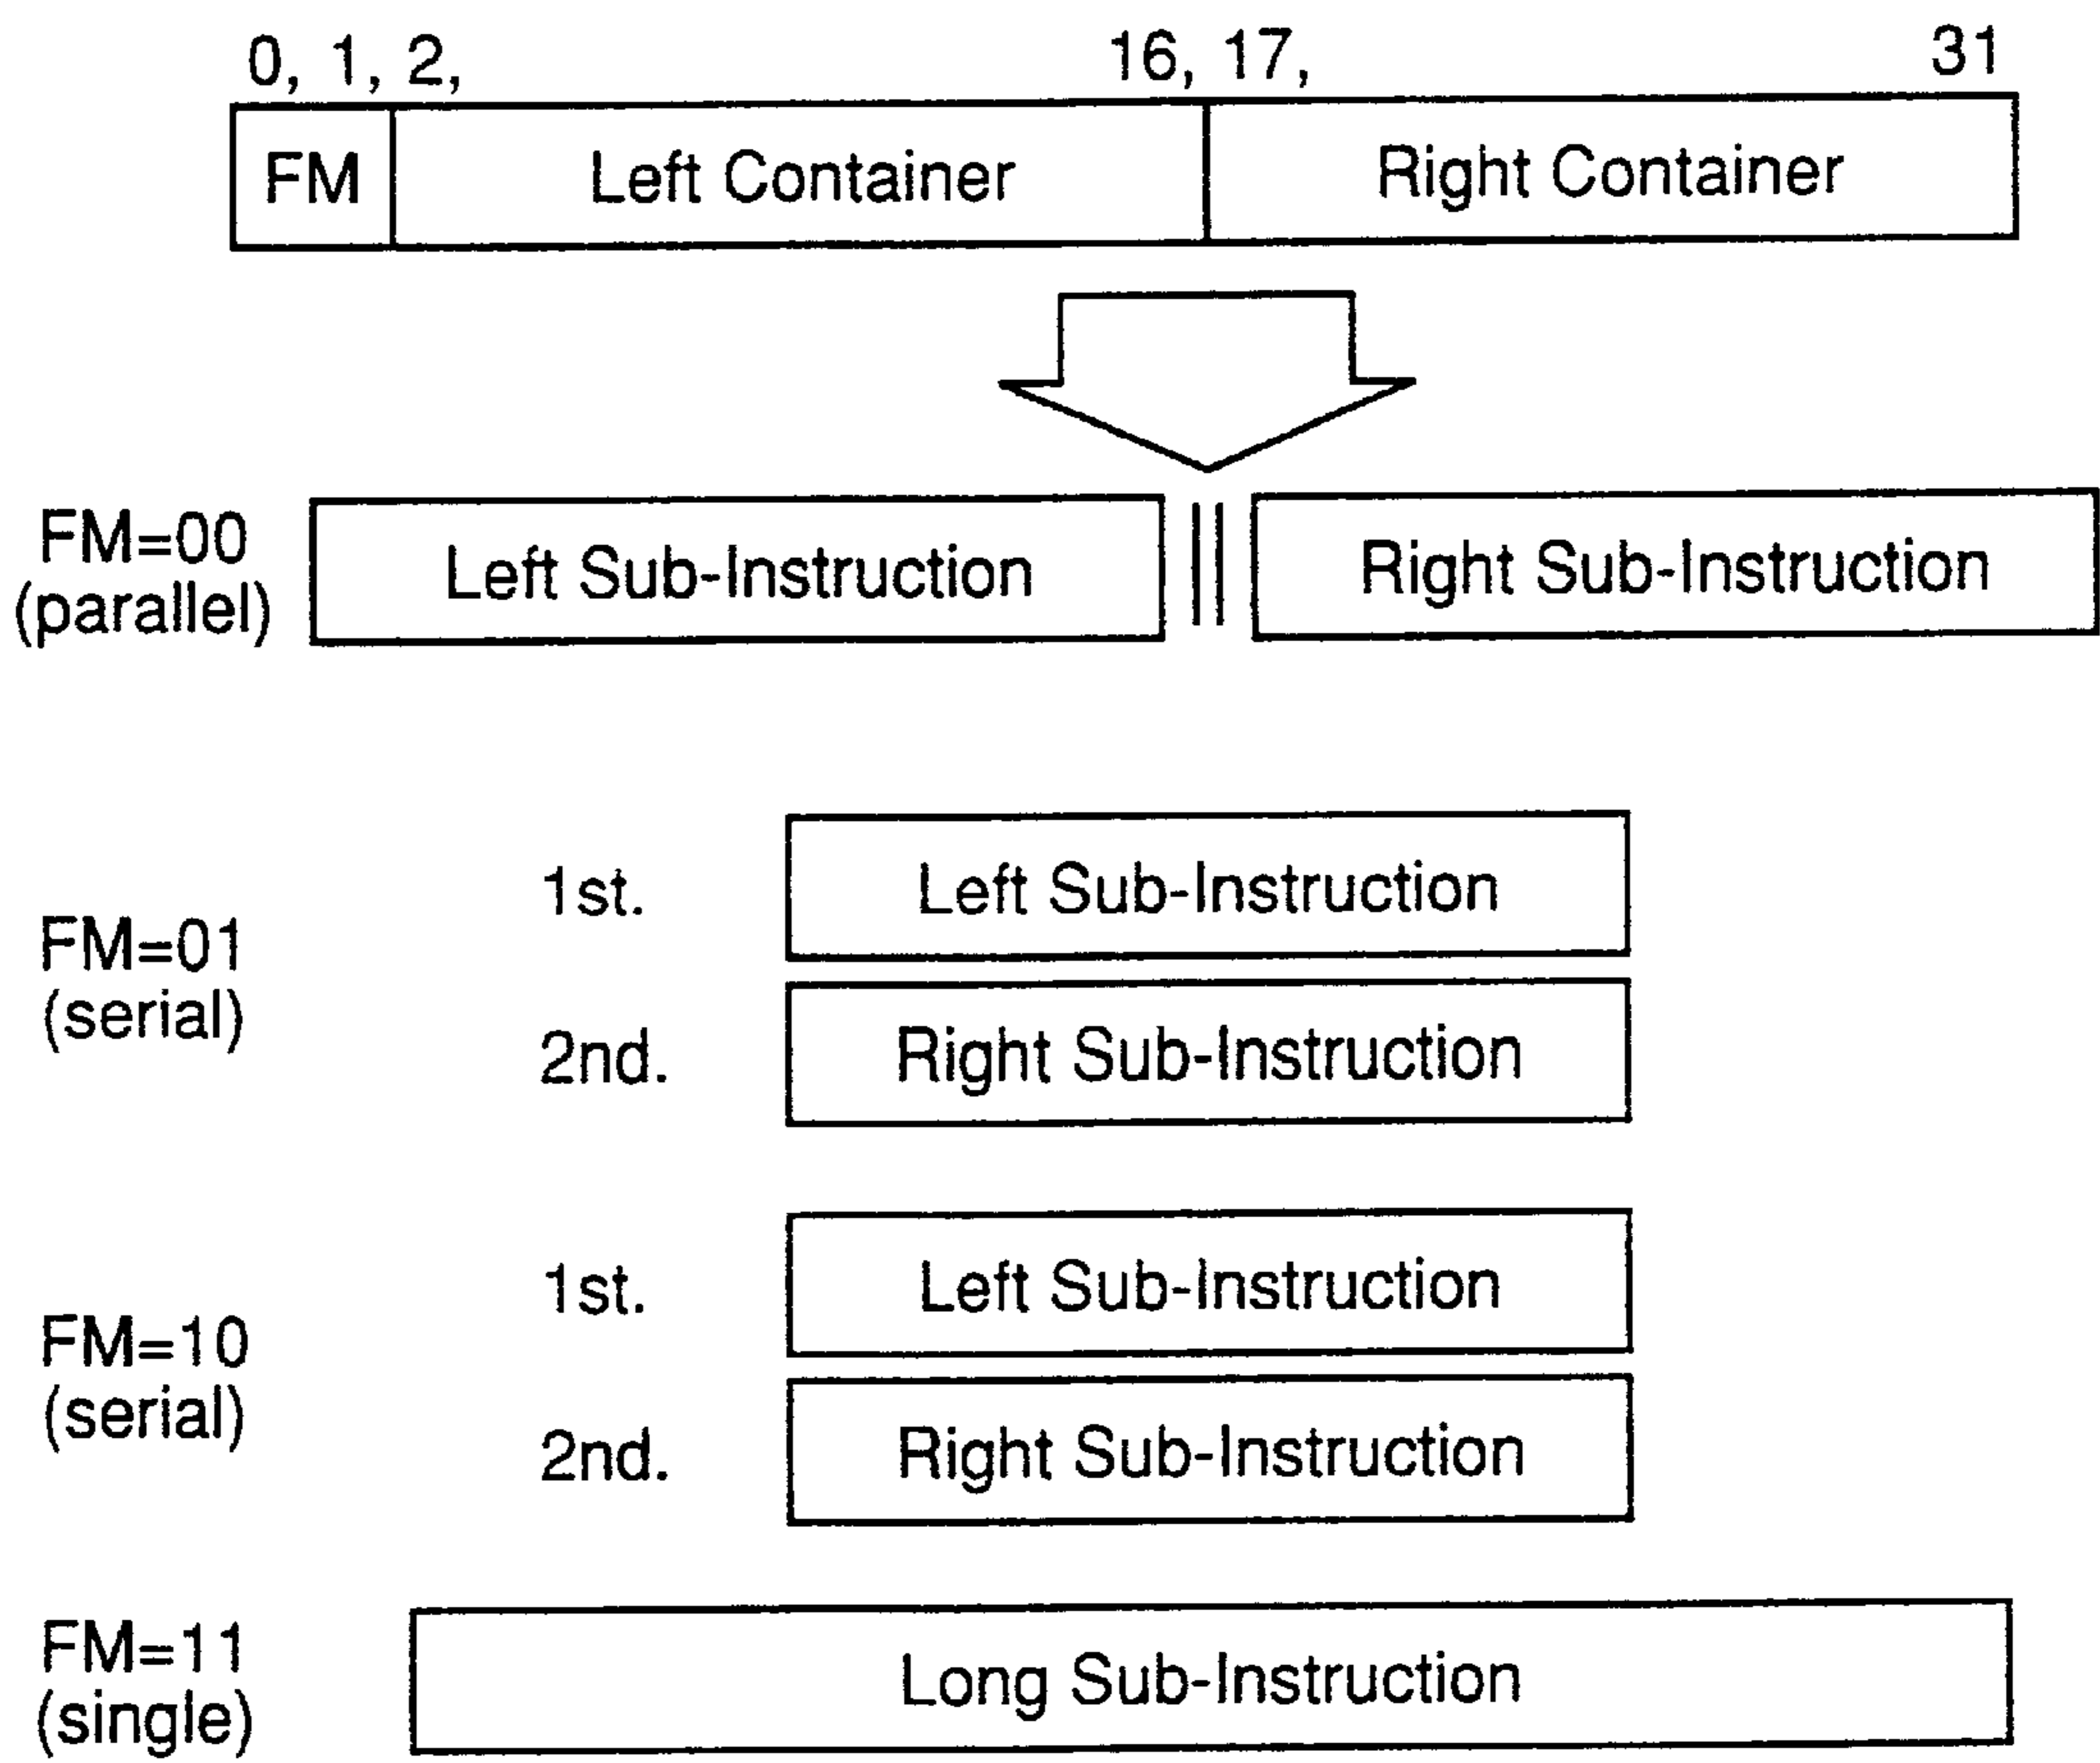 0, 1, 2, 16, 17, 31
FM Left Container Right Container
FM=00
(parallel)
Left Sub-Instruction || Right Sub-Instruction
FM=01
(serial)
1st. Left Sub-Instruction
2nd. Right Sub-Instruction
FM=10
(serial)
1st. Left Sub-Instruction
2nd. Right Sub-Instruction
FM=11
(single)
Long Sub-Instruction